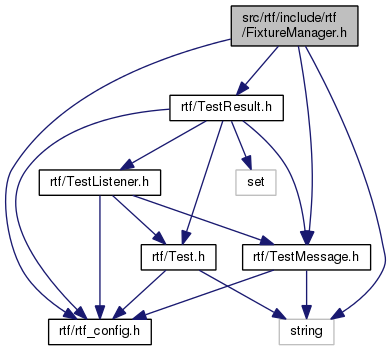 src/rtf/include/rtf
/FixtureManager.h
rtf/TestResult.h
rtf/TestListener.h
set
rtf/Test.h
rtf/TestMessage.h
rtf/rtf_config.h
string